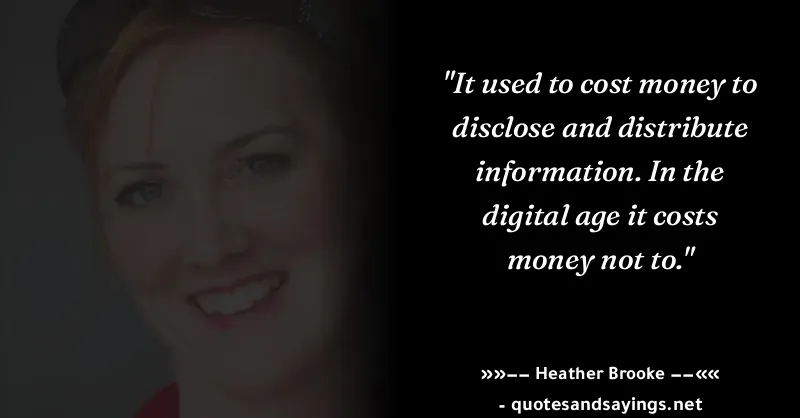 "It used to cost money to
disclose and distribute
information. In the
digital age it costs
money not to."
»»−− Heather Brooke −−««
- quotesandsayings.net